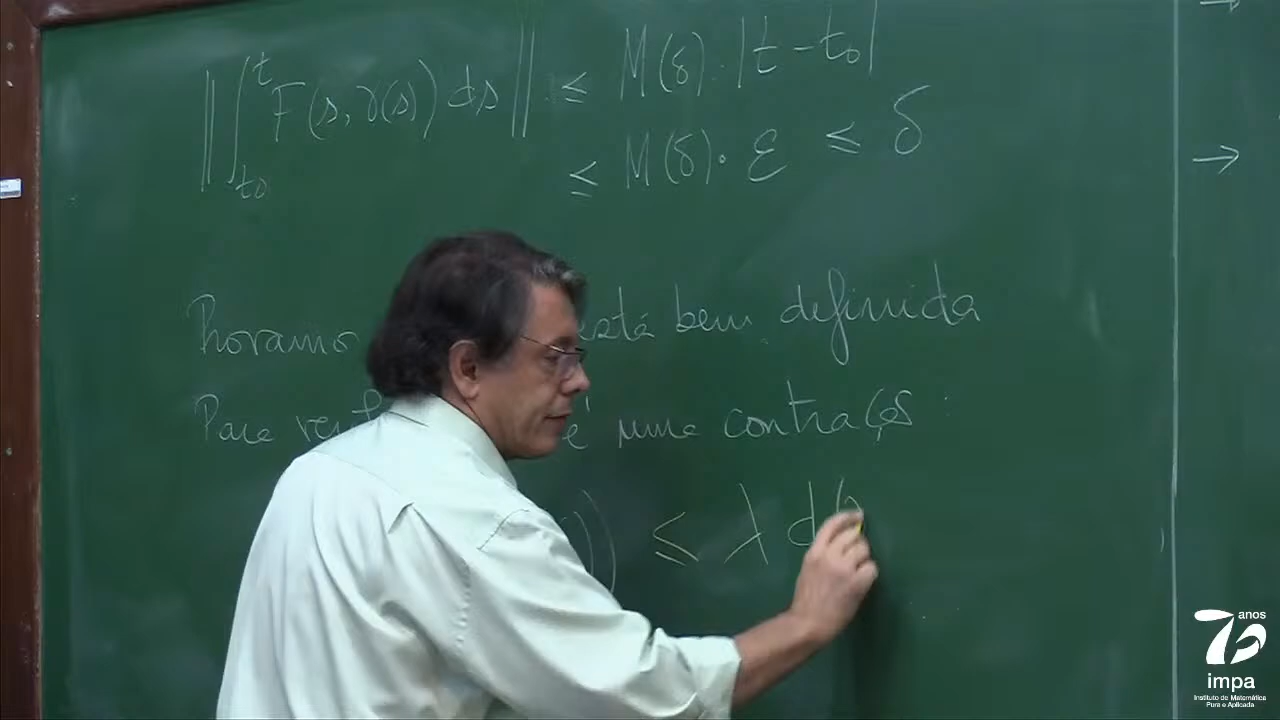 ‖∫_{t₀}^{t} F(s, γ(s)) ds‖ ≤ M(δ)·|t − t₀|
≤ M(δ)·ε ≤ δ
está bem definida
Para é uma contração :
)) ≤ λ d(
→
→
75 anos
impa
Instituto de Matemática
Pura e Aplicada